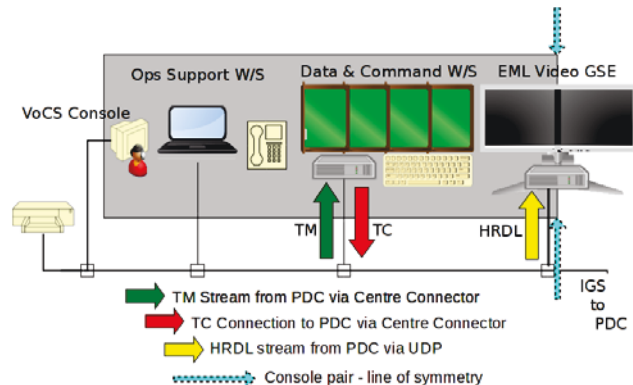 Ops Support W/S
Data & Command W/S
EML Video GSE
VoCS Console
TM
TC
HRDL
IGS
to
PDC
TM Stream from PDC via Centre Connector
TC Connection to PDC via Centre Connector
HRDL stream from PDC via UDP
Console pair - line of symmetry